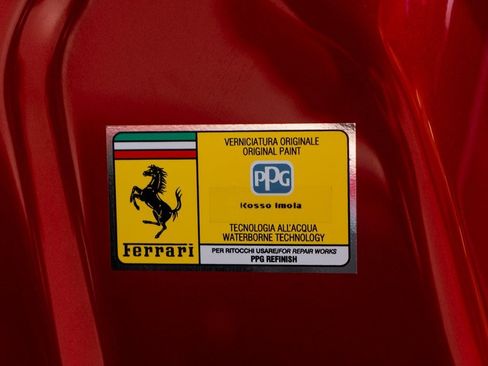 VERNICIATURA ORIGINALE
ORIGINAL PAINT
PPG
Rosso Imola
TECNOLOGIA ALL'ACQUA
WATERBORNE TECHNOLOGY
Ferrari
PER RITOCCHI USARE/FOR REPAIR WORKS
PPG REFINISH